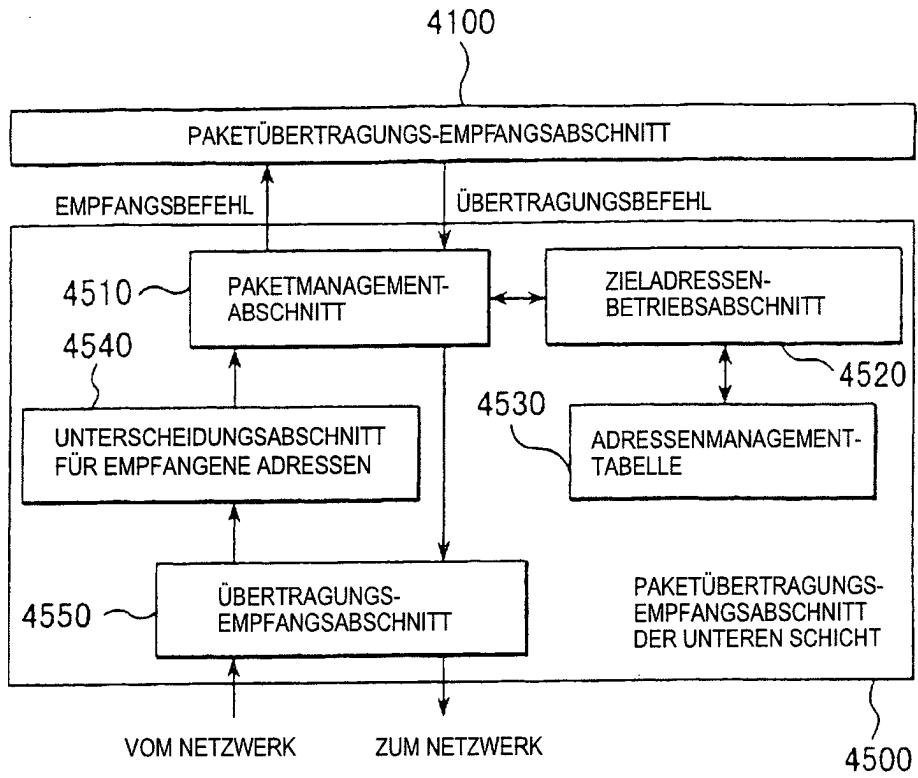 4100
PAKETÜBERTRAGUNGS-EMPFANGSABSCHNITT
EMPFANGSBEFEHL
ÜBERTRAGUNGSBEFEHL
4510
PAKETMANAGEMENT-
ABSCHNITT
ZIELADRESSEN-
BETRIEBSABSCHNITT
4520
4540
UNTERSCHEIDUNGSABSCHNITT
FÜR EMPFANGENE ADRESSEN
4530
ADRESSENMANAGEMENT-
TABELLE
4550
ÜBERTRAGUNGS-
EMPFANGSABSCHNITT
PAKETÜBERTRAGUNGS-
EMPFANGSABSCHNITT
DER UNTEREN SCHICHT
VOM NETZWERK
ZUM NETZWERK
4500